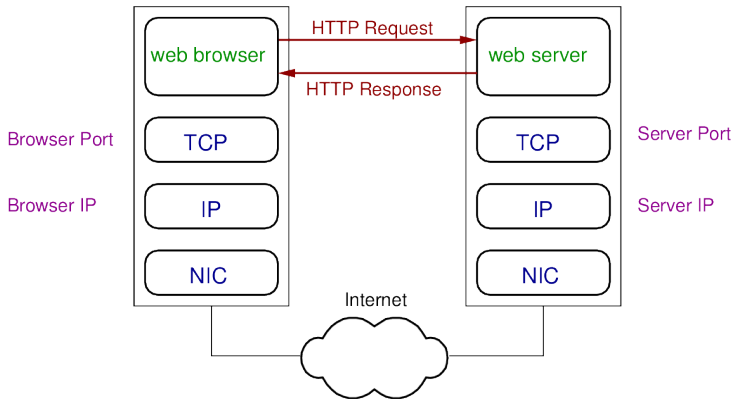 HTTP Request
web browser
web server
HTTP Response
Browser Port
TCP
TCP
Server Port
Browser IP
IP
IP
Server IP
NIC
NIC
Internet